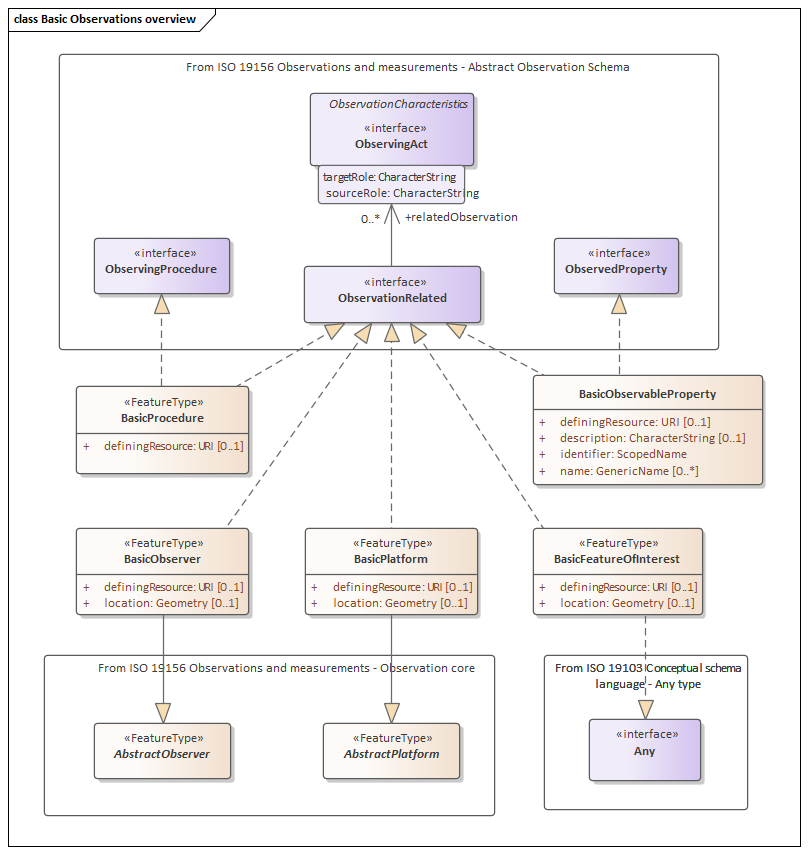 class Basic Observations overview
From ISO 19156 Observations and measurements - Abstract Observation Schema
ObservationCharacteristics
«interface»
ObservingAct
targetRole: CharacterString
sourceRole: CharacterString
0..* +relatedObservation
«interface»
ObservingProcedure
«interface»
ObservationRelated
«interface»
ObservedProperty
«FeatureType»
BasicProcedure
+ definingResource: URI [0..1]
BasicObservableProperty
+ definingResource: URI [0..1]
+ description: CharacterString [0..1]
+ identifier: ScopedName
+ name: GenericName [0..*]
«FeatureType»
BasicObserver
+ definingResource: URI [0..1]
+ location: Geometry [0..1]
«FeatureType»
BasicPlatform
+ definingResource: URI [0..1]
+ location: Geometry [0..1]
«FeatureType»
BasicFeatureOfInterest
+ definingResource: URI [0..1]
+ location: Geometry [0..1]
From ISO 19156 Observations and measurements - Observation core
«FeatureType»
AbstractObserver
«FeatureType»
AbstractPlatform
From ISO 19103 Conceptual schema
language - Any type
«interface»
Any